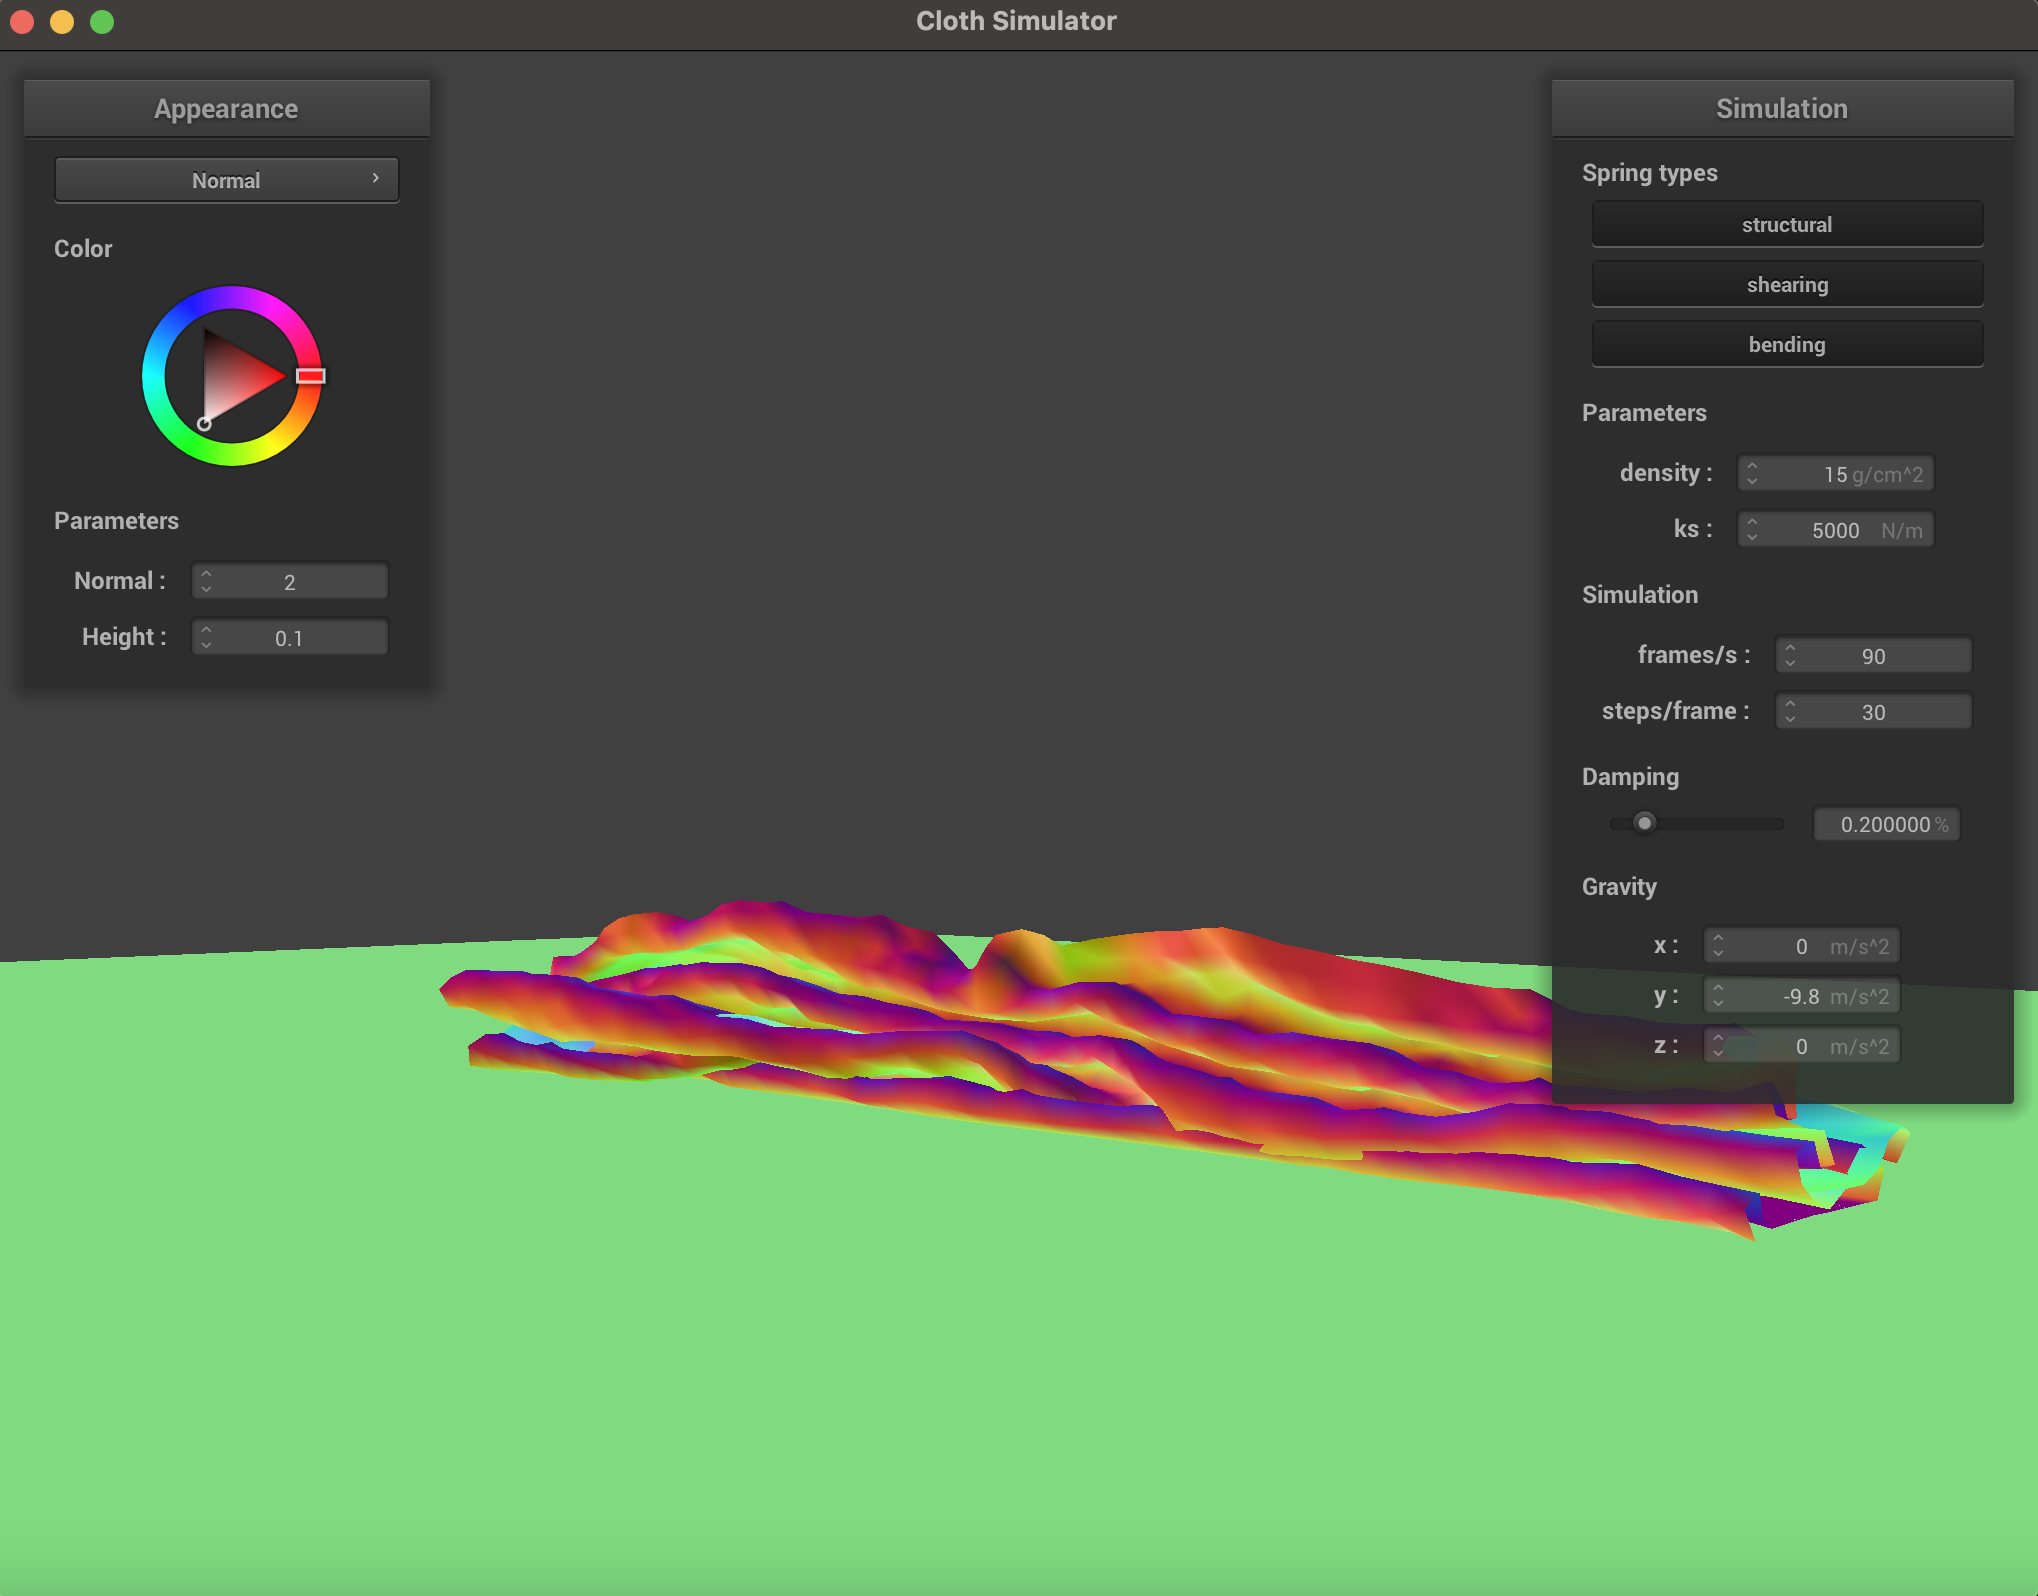 Cloth Simulator
Appearance
Normal
Color
Parameters
Normal : 2
Height : 0.1
Simulation
Spring types
structural
shearing
bending
Parameters
density : 15 g/cm^2
ks : 5000 N/m
Simulation
frames/s : 90
steps/frame : 30
Damping
0.200000 %
Gravity
x : 0 m/s^2
y : -9.8 m/s^2
z : 0 m/s^2